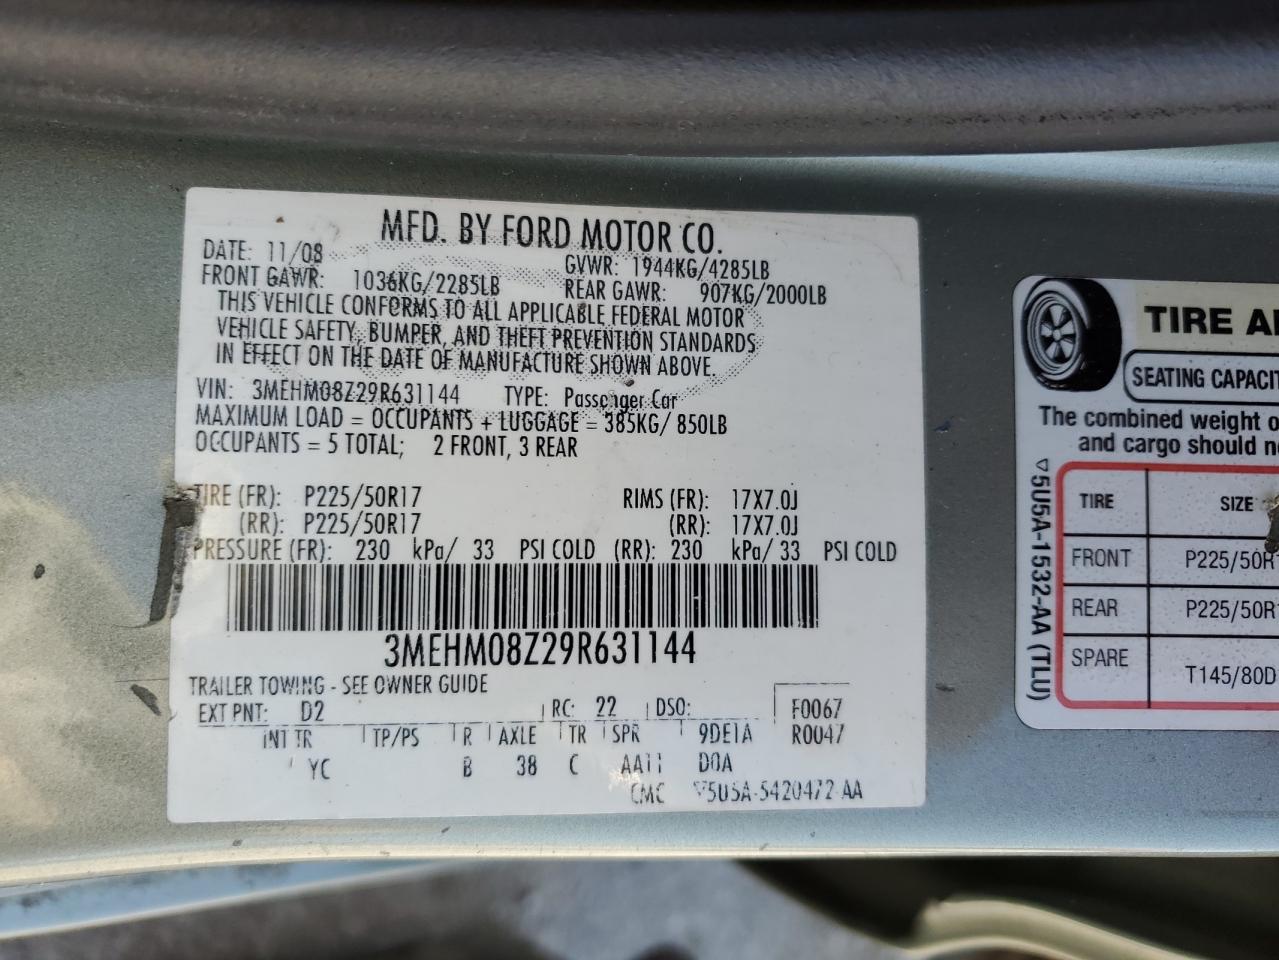 MFD. BY FORD MOTOR CO.
DATE: 11/08 GVWR: 1944KG/4285LB
FRONT GAWR: 1036KG/2285LB REAR GAWR: 907KG/2000LB
THIS VEHICLE CONFORMS TO ALL APPLICABLE FEDERAL MOTOR
VEHICLE SAFETY, BUMPER, AND THEFT PREVENTION STANDARDS
IN EFFECT ON THE DATE OF MANUFACTURE SHOWN ABOVE.
VIN: 3MEHM08Z29R631144 TYPE: Passenger Car
MAXIMUM LOAD = OCCUPANTS + LUGGAGE = 385KG/ 850LB
OCCUPANTS = 5 TOTAL; 2 FRONT, 3 REAR
TIRE (FR): P225/50R17 RIMS (FR): 17X7.0J
(RR): P225/50R17 (RR): 17X7.0J
PRESSURE (FR): 230 kPa/ 33 PSI COLD (RR): 230 kPa/ 33 PSI COLD
3MEHM08Z29R631144
TRAILER TOWING - SEE OWNER GUIDE
EXT PNT: D2 RC: 22 DSO: F0067
INT TR TP/PS R AXLE TR SPR 9DE1A R0047
YC B 38 C AA11 D0A
CMC ▽5U5A-5420472-AA
TIRE
SEATING
The combined weight
and cargo should
▽5U5A-1532-AA (TLU)
TIRE SIZE
FRONT P225/50R
REAR P225/50R
SPARE T145/80D